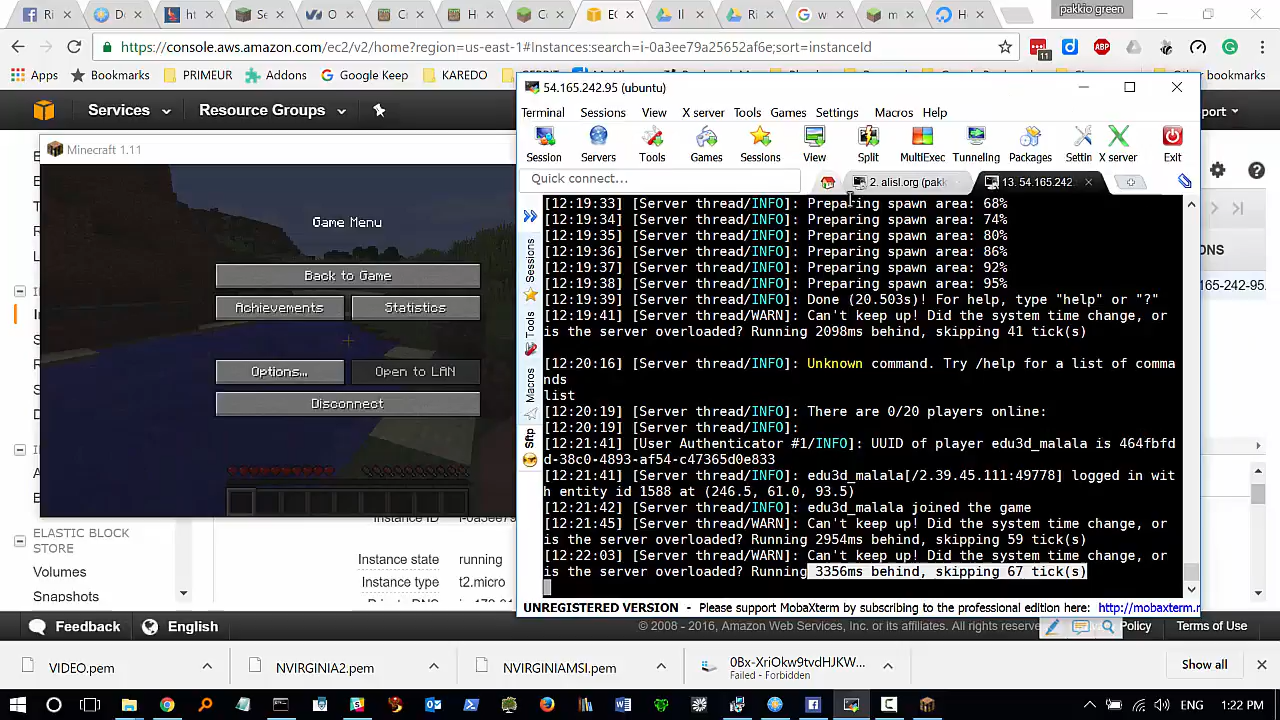 pakkio green
Fa Ri
Di
ht
Se
O
Co
EC
Il
Ri
w
m
H
https://console.aws.amazon.com/ec2/v2/home?region=us-east-1#Instances:search=i-0a3ee79a25652af6e;sort=instanceId
11
ABP
Apps
Bookmarks
PRIMEUR
Addons
Google Keep
KAREDO
Other bookmarks
Services
Resource Groups
Support
54.165.242.95 (ubuntu)
Terminal Sessions View X server Tools Games Settings Macros Help
Session Servers Tools Games Sessions View Split MultiExec Tunneling Packages Settin X server Exit
Quick connect...
2. alisl.org (pakk
13. 54.165.242
Sessions
Tools
Macros
Sftp
Minecraft 1.11
Game Menu
Back to Game
Achievements Statistics
Options... Open to LAN
Disconnect
[12:19:33] [Server thread/INFO]: Preparing spawn area: 68%
[12:19:34] [Server thread/INFO]: Preparing spawn area: 74%
[12:19:35] [Server thread/INFO]: Preparing spawn area: 80%
[12:19:36] [Server thread/INFO]: Preparing spawn area: 86%
[12:19:37] [Server thread/INFO]: Preparing spawn area: 92%
[12:19:38] [Server thread/INFO]: Preparing spawn area: 95%
[12:19:39] [Server thread/INFO]: Done (20.503s)! For help, type "help" or "?"
[12:19:41] [Server thread/WARN]: Can't keep up! Did the system time change, or
is the server overloaded? Running 2098ms behind, skipping 41 tick(s)
[12:20:16] [Server thread/INFO]: Unknown command. Try /help for a list of comma
nds
list
[12:20:19] [Server thread/INFO]: There are 0/20 players online:
[12:20:19] [Server thread/INFO]:
[12:21:41] [User Authenticator #1/INFO]: UUID of player edu3d_malala is 464fbfd
d-38c0-4893-af54-c47365d0e833
[12:21:41] [Server thread/INFO]: edu3d_malala[/2.39.45.111:49778] logged in wit
h entity id 1588 at (246.5, 61.0, 93.5)
[12:21:42] [Server thread/INFO]: edu3d_malala joined the game
[12:21:45] [Server thread/WARN]: Can't keep up! Did the system time change, or
is the server overloaded? Running 2954ms behind, skipping 59 tick(s)
[12:22:03] [Server thread/WARN]: Can't keep up! Did the system time change, or
is the server overloaded? Running 3356ms behind, skipping 67 tick(s)
UNREGISTERED VERSION - Please support MobaXterm by subscribing to the professional edition here: http://mobaxterm.
ONS
-165-242-95.
ELASTIC BLOCK
STORE
Volumes
Snapshots
Instance ID
Instance state running
Instance type t2.micro
Feedback English
© 2008 - 2016, Amazon Web Services, Inc. or its affiliates. All rights reserve
Policy
Terms of Use
VIDEO.pem
NVIRGINIA2.pem
NVIRGINIAMSI.pem
0Bx-XriOkw9tvdHJKW...
Failed - Forbidden
Show all
ENG 1:22 PM